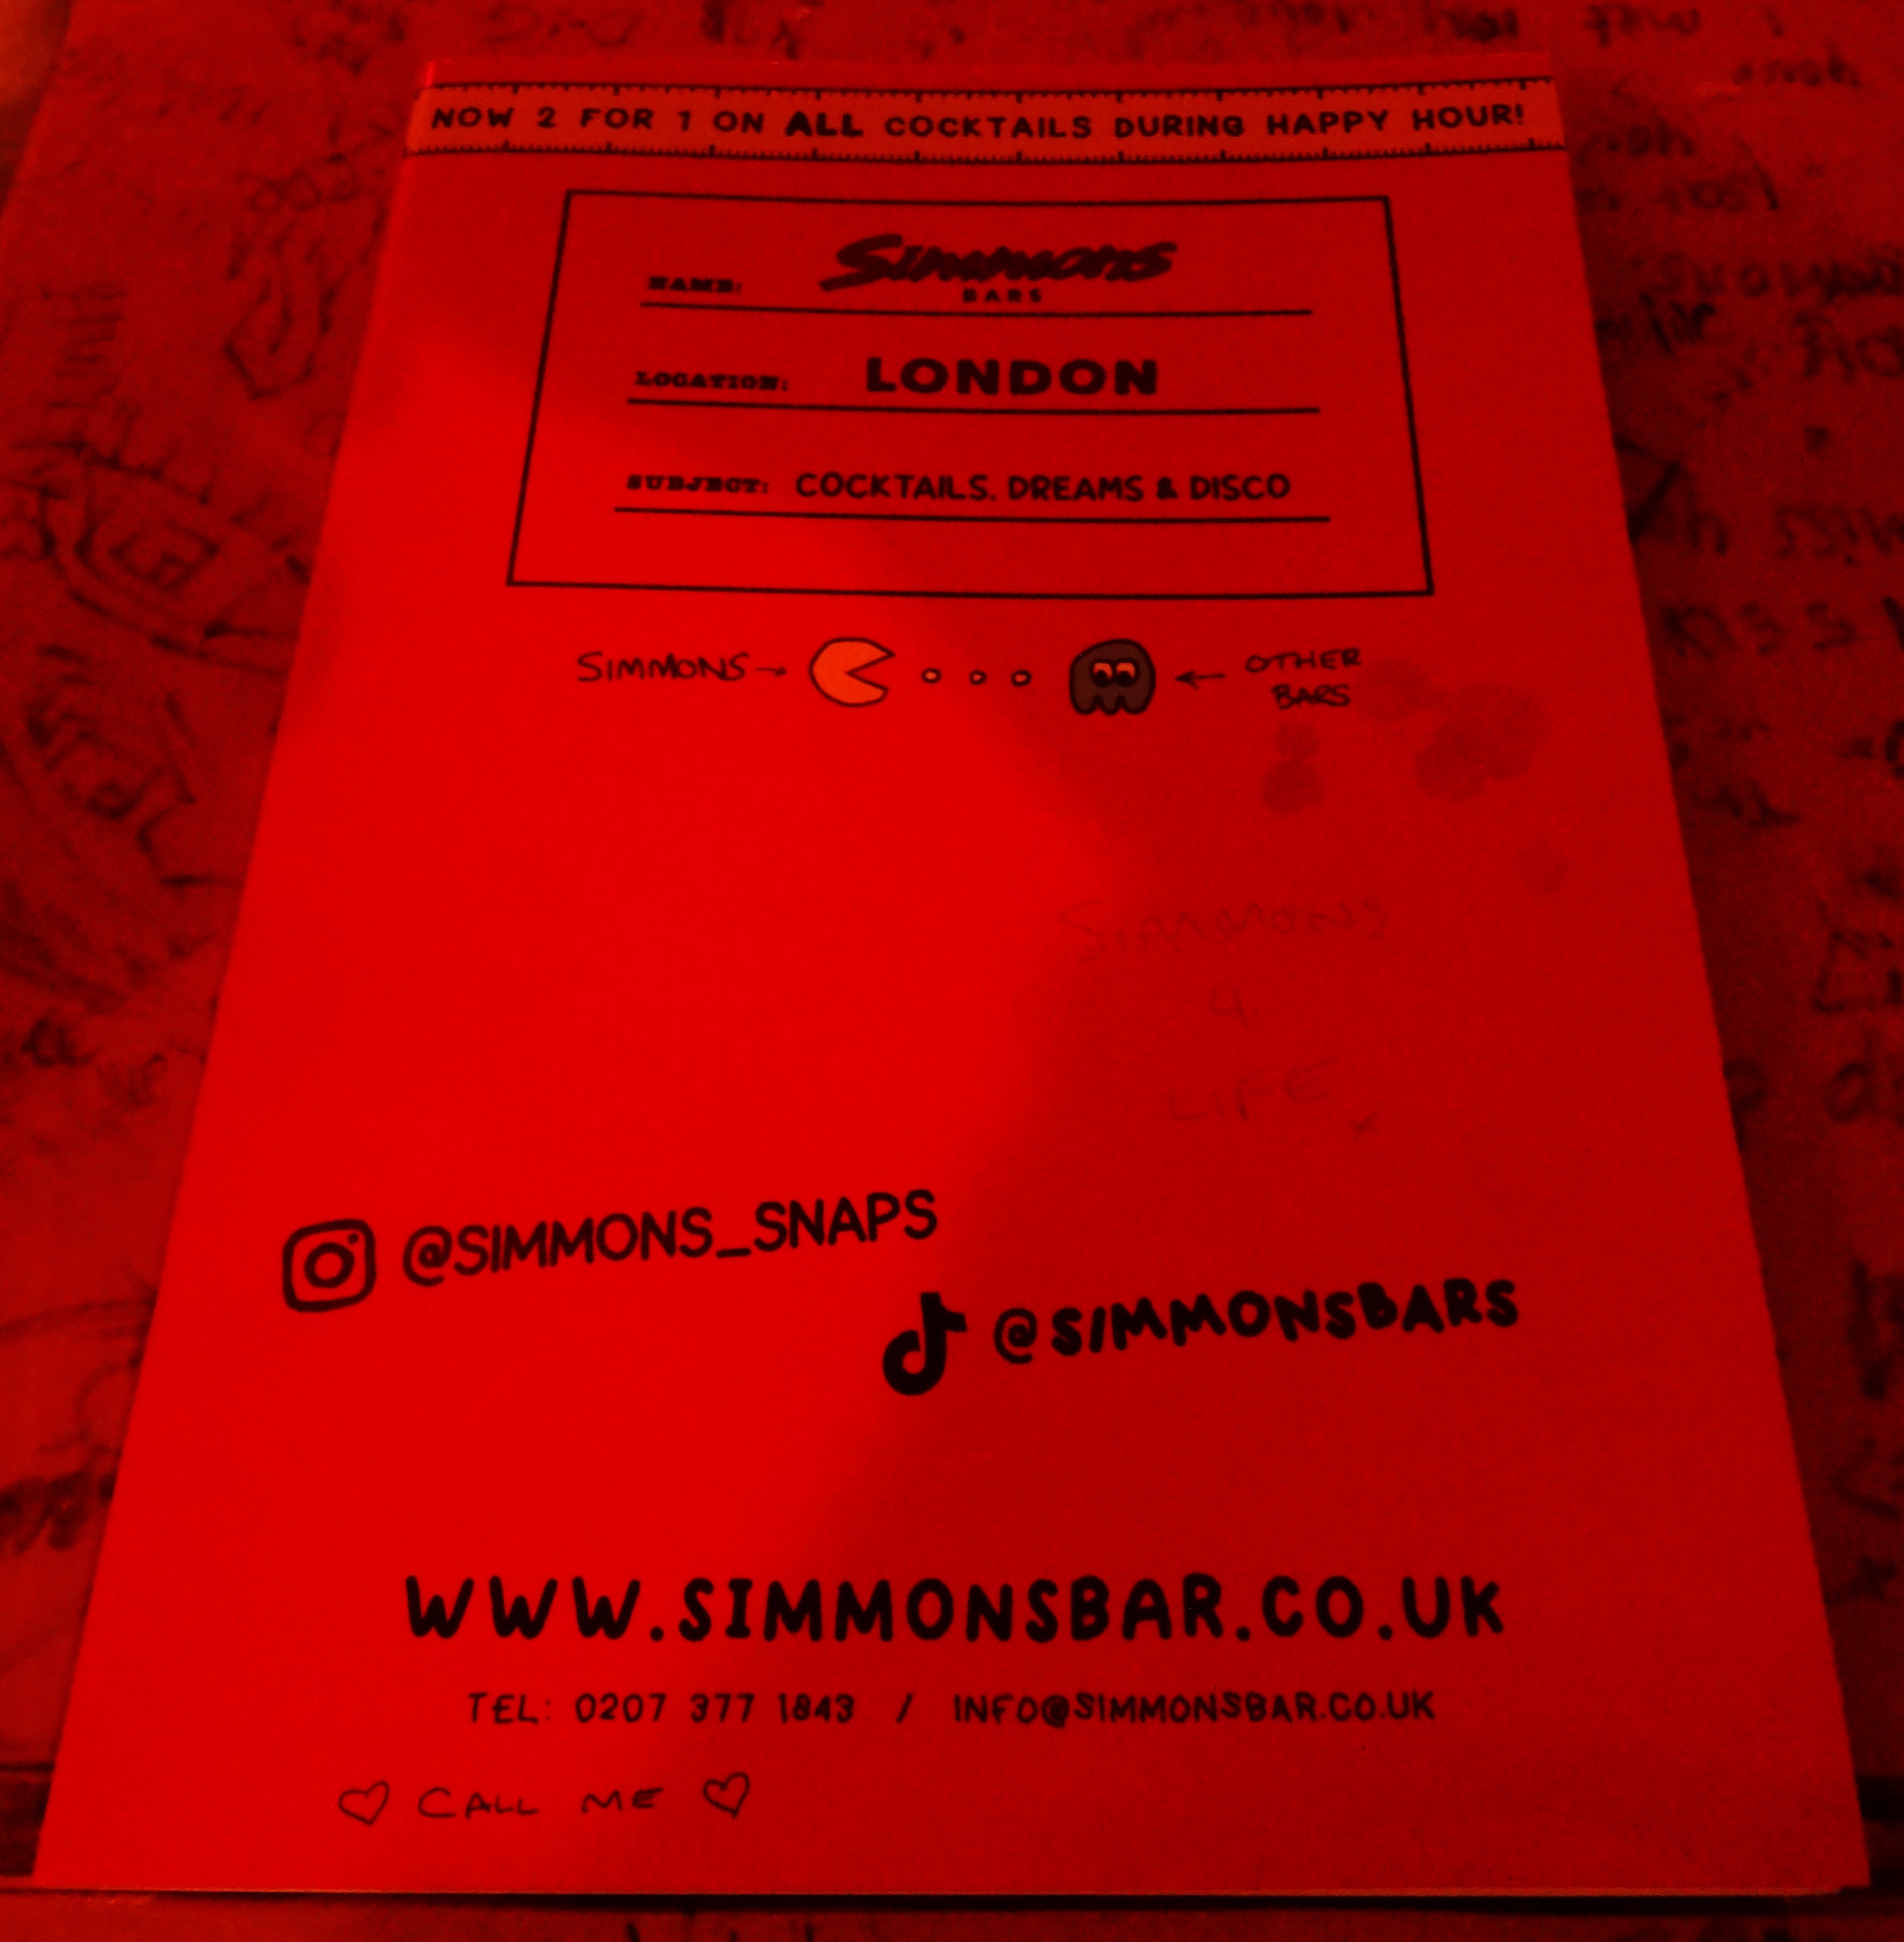 NOW 2 FOR 1 ON ALL COCKTAILS DURING HAPPY HOUR!
NAME: Simmons
BARS
LOCATION: LONDON
SUBJECT: COCKTAILS, DREAMS & DISCO
SIMMONS → ← OTHER
BARS
SIMMONS
4
LIFE x
@SIMMONS_SNAPS
@SIMMONSBARS
WWW.SIMMONSBAR.CO.UK
TEL: 0207 377 1843 / INFO@SIMMONSBAR.CO.UK
♡ CALL ME ♡